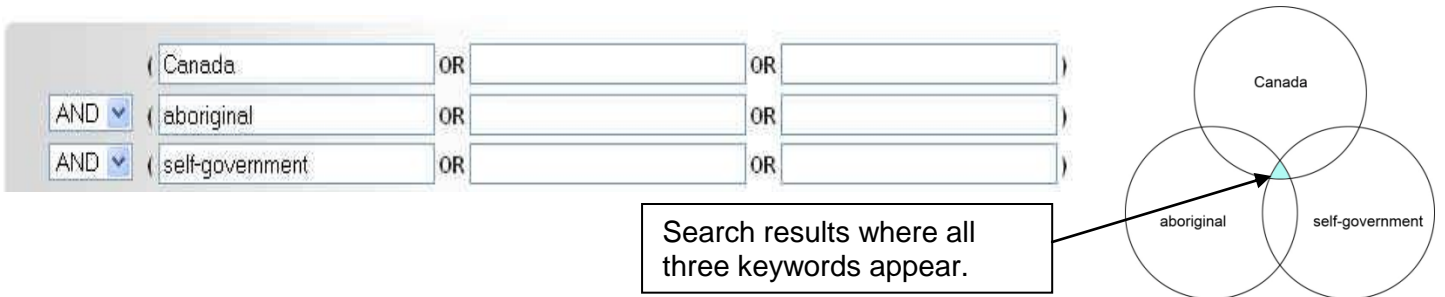 ( Canada OR OR )
AND ( aboriginal OR OR )
AND ( self-government OR OR )
Canada
aboriginal
self-government
Search results where all
three keywords appear.